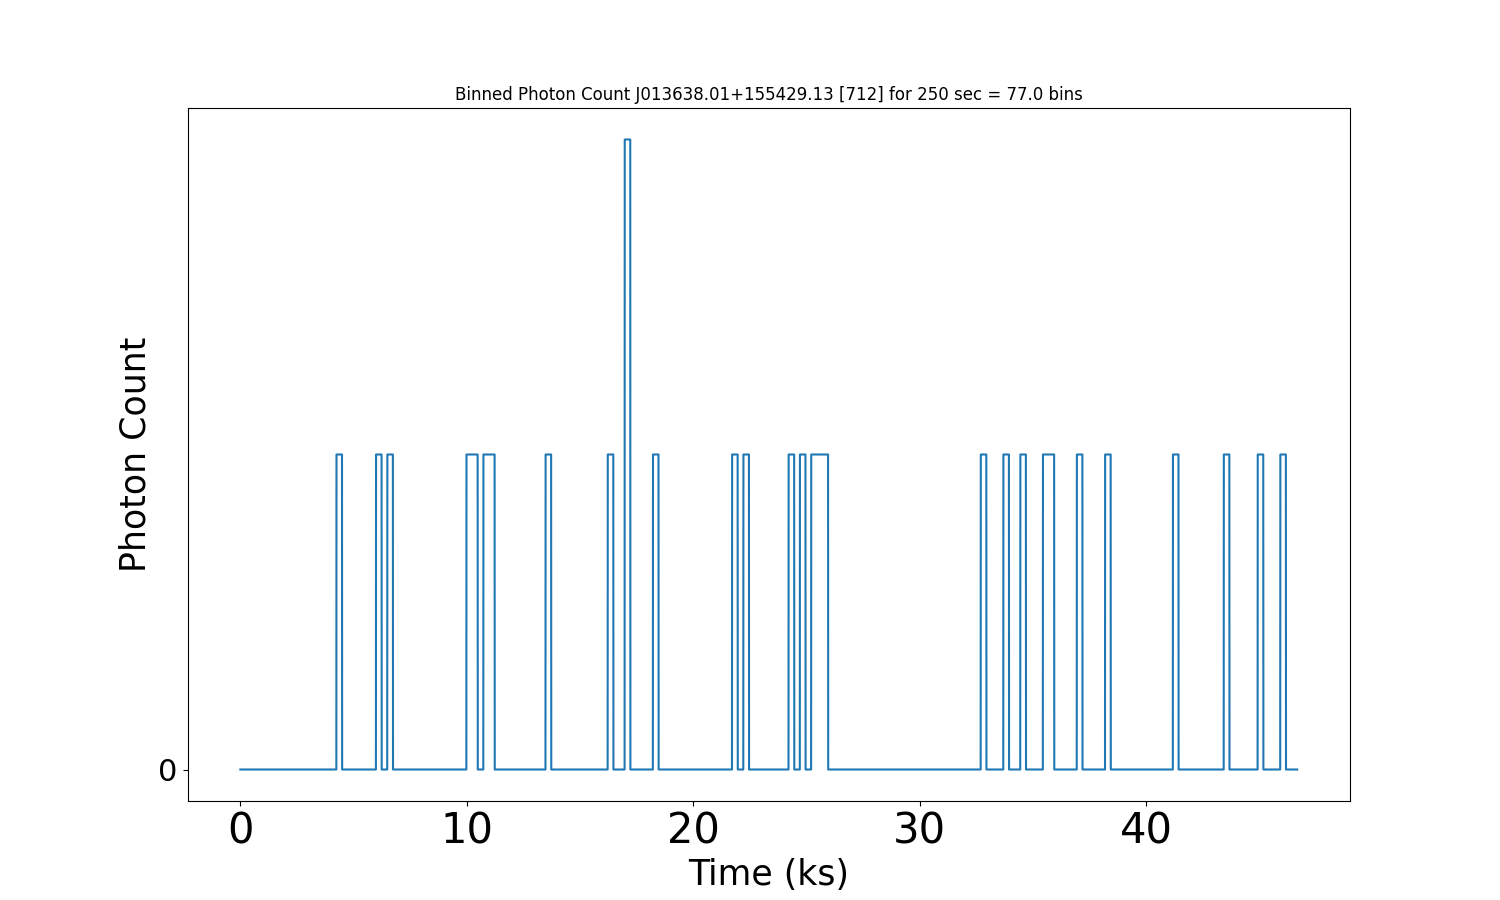 Binned Photon Count J013638.01+155429.13 [712] for 250 sec = 77.0 bins
Photon Count
0
0 10 20 30 40
Time (ks)